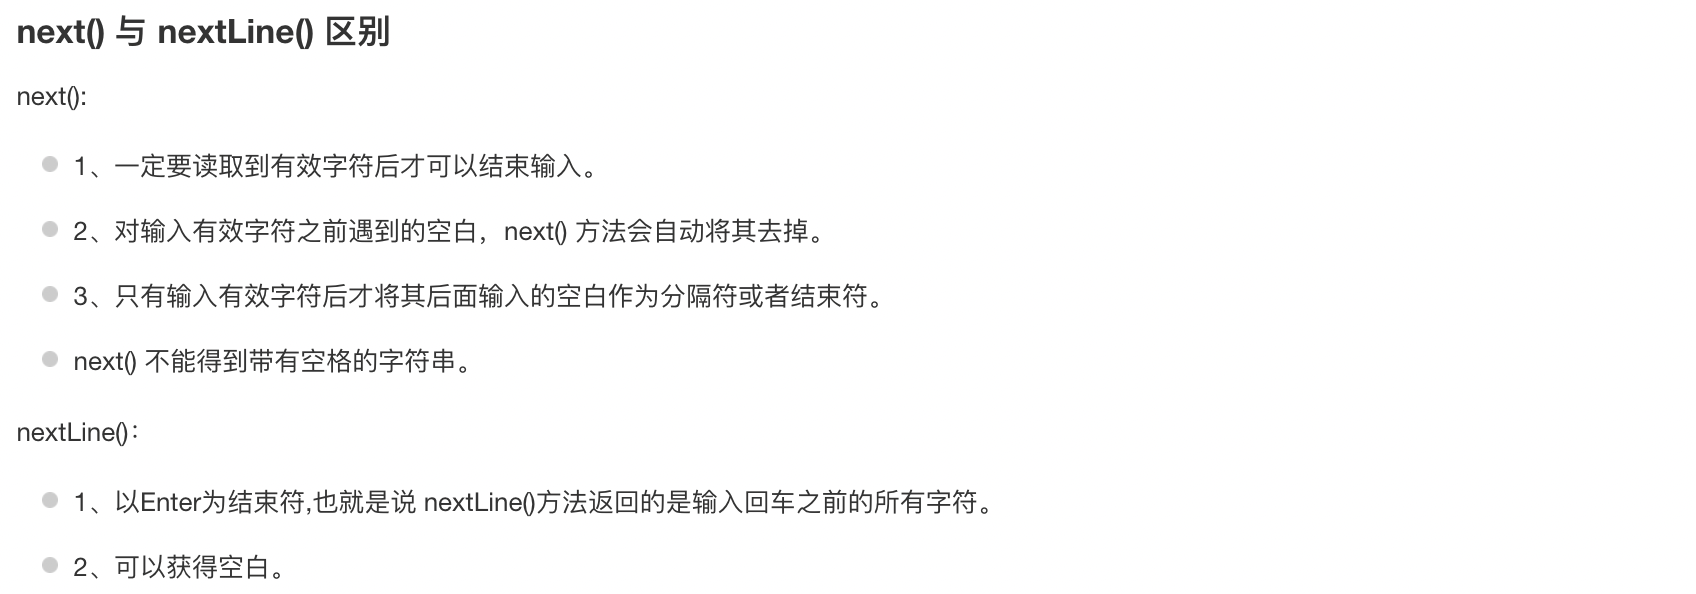 next() 与 nextLine() 区别
next():
1、一定要读取到有效字符后才可以结束输入。
2、对输入有效字符之前遇到的空白，next() 方法会自动将其去掉。
3、只有输入有效字符后才将其后面输入的空白作为分隔符或者结束符。
next() 不能得到带有空格的字符串。
nextLine()：
1、以Enter为结束符,也就是说 nextLine()方法返回的是输入回车之前的所有字符。
2、可以获得空白。